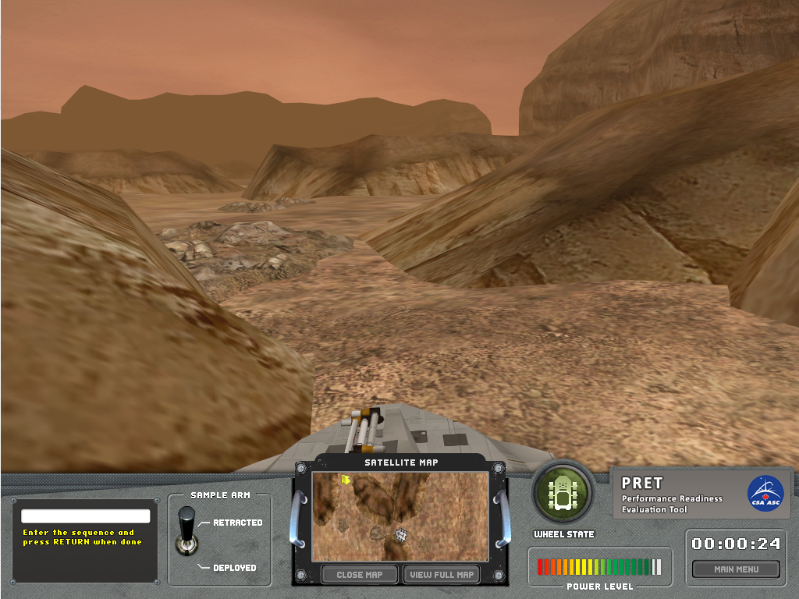 SATELLITE MAP
PRET
Performance Readiness
Evaluation Tool
CSA ASC
SAMPLE ARM
RETRACTED
DEPLOYED
Enter the sequence and
press RETURN when done
WHEEL STATE
00:00:24
CLOSE MAP
VIEW FULL MAP
MAIN MENU
POWER LEVEL